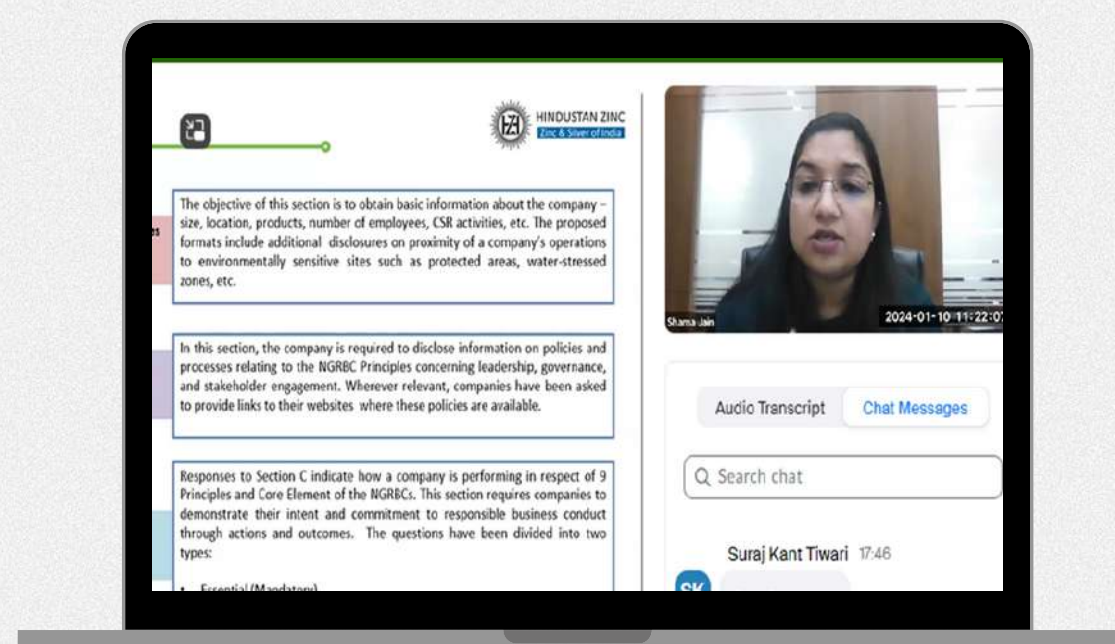 HINDUSTAN ZINC
Zinc & Silver of India
es
The objective of this section is to obtain basic information about the company –
size, location, products, number of employees, CSR activities, etc. The proposed
formats include additional disclosures on proximity of a company's operations
to environmentally sensitive sites such as protected areas, water-stressed
zones, etc.
In this section, the company is required to disclose information on policies and
processes relating to the NGRBC Principles concerning leadership, governance,
and stakeholder engagement. Wherever relevant, companies have been asked
to provide links to their websites where these policies are available.
Responses to Section C indicate how a company is performing in respect of 9
Principles and Core Element of the NGRBCs. This section requires companies to
demonstrate their intent and commitment to responsible business conduct
through actions and outcomes. The questions have been divided into two
types:
• Essential (Mandatory)
Shama Jain
2024-01-10 11:22:07
Audio Transcript
Chat Messages
Search chat
Suraj Kant Tiwari 17:46
SK